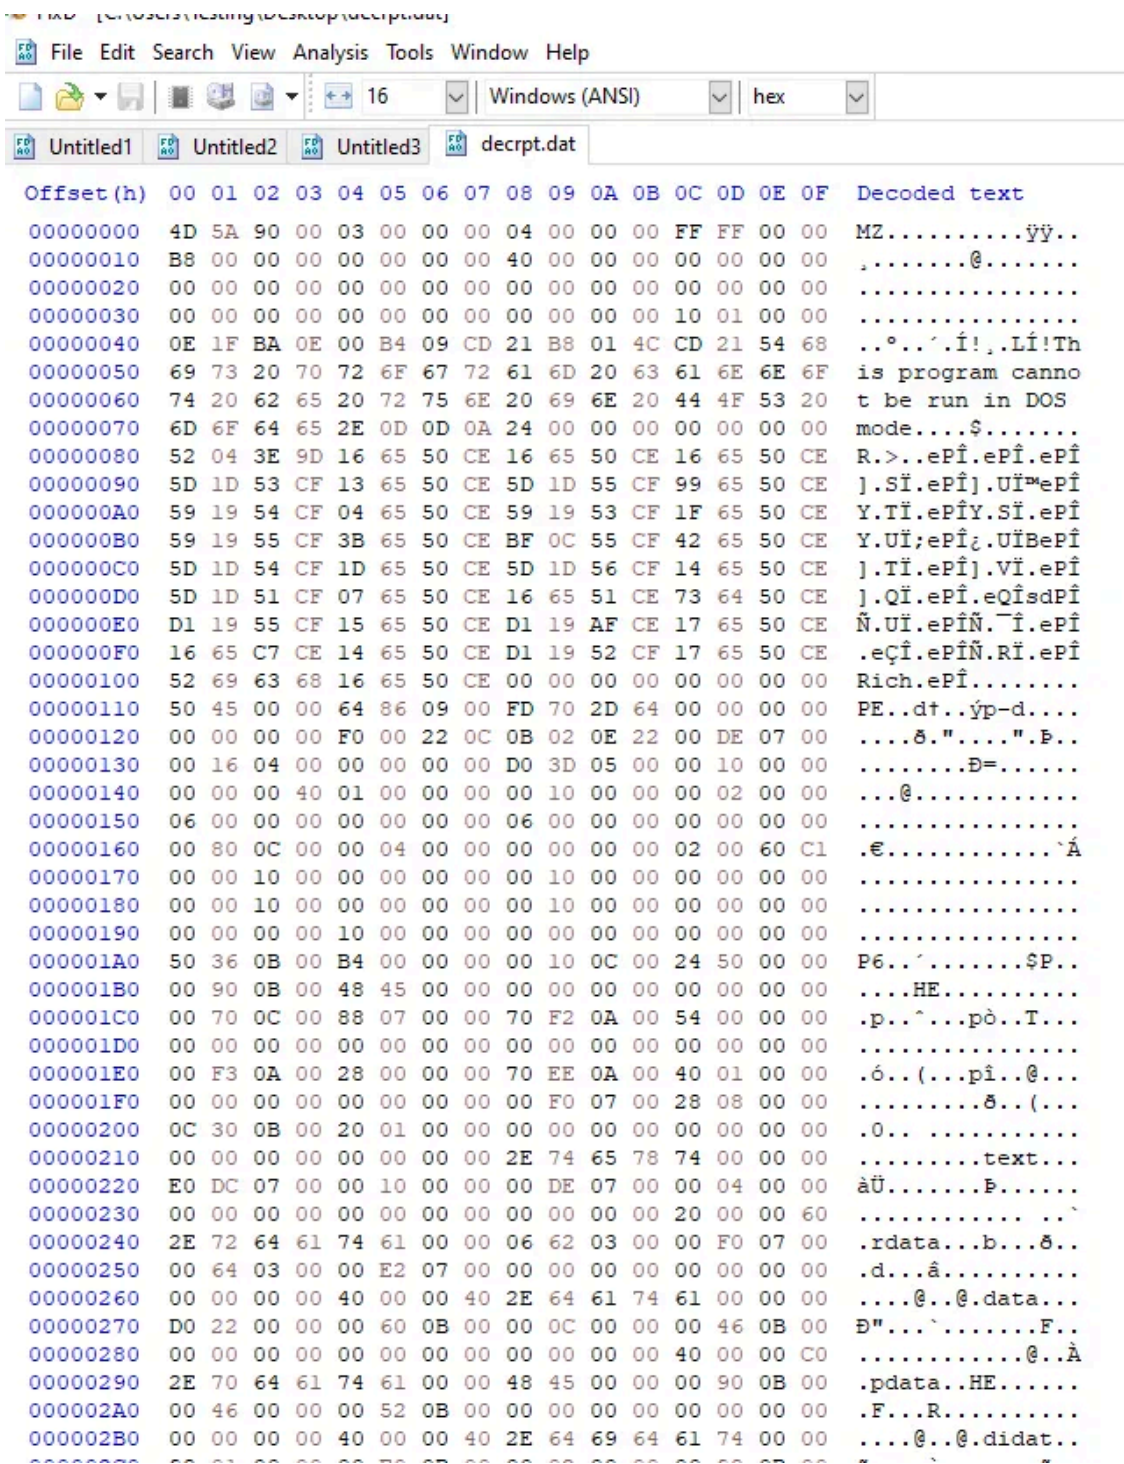 HxD - [C:\Users\Testing\Desktop\decrpt.dat]
File Edit Search View Analysis Tools Window Help
16 Windows (ANSI) hex
Untitled1 Untitled2 Untitled3 decrpt.dat
Offset(h) 00 01 02 03 04 05 06 07 08 09 0A 0B 0C 0D 0E 0F Decoded text
00000000 4D 5A 90 00 03 00 00 00 04 00 00 00 FF FF 00 00 MZ..........ÿÿ..
00000010 B8 00 00 00 00 00 00 00 40 00 00 00 00 00 00 00 ¸.......@.......
00000020 00 00 00 00 00 00 00 00 00 00 00 00 00 00 00 00 ................
00000030 00 00 00 00 00 00 00 00 00 00 00 00 10 01 00 00 ................
00000040 0E 1F BA 0E 00 B4 09 CD 21 B8 01 4C CD 21 54 68 ..º..´.Í!¸.LÍ!Th
00000050 69 73 20 70 72 6F 67 72 61 6D 20 63 61 6E 6E 6F is program canno
00000060 74 20 62 65 20 72 75 6E 20 69 6E 20 44 4F 53 20 t be run in DOS
00000070 6D 6F 64 65 2E 0D 0D 0A 24 00 00 00 00 00 00 00 mode....$.......
00000080 52 04 3E 9D 16 65 50 CE 16 65 50 CE 16 65 50 CE R.>..ePÎ.ePÎ.ePÎ
00000090 5D 1D 53 CF 13 65 50 CE 5D 1D 55 CF 99 65 50 CE ].SÏ.ePÎ].UÏ™ePÎ
000000A0 59 19 54 CF 04 65 50 CE 59 19 53 CF 1F 65 50 CE Y.TÏ.ePÎY.SÏ.ePÎ
000000B0 59 19 55 CF 3B 65 50 CE BF 0C 55 CF 42 65 50 CE Y.UÏ;ePÎ¿.UÏBePÎ
000000C0 5D 1D 54 CF 1D 65 50 CE 5D 1D 56 CF 14 65 50 CE ].TÏ.ePÎ].VÏ.ePÎ
000000D0 5D 1D 51 CF 07 65 50 CE 16 65 51 CE 73 64 50 CE ].QÏ.ePÎ.eQÎsdPÎ
000000E0 D1 19 55 CF 15 65 50 CE D1 19 AF CE 17 65 50 CE Ñ.UÏ.ePÎÑ.¯Î.ePÎ
000000F0 16 65 C7 CE 14 65 50 CE D1 19 52 CF 17 65 50 CE .eÇÎ.ePÎÑ.RÏ.ePÎ
00000100 52 69 63 68 16 65 50 CE 00 00 00 00 00 00 00 00 Rich.ePÎ........
00000110 50 45 00 00 64 86 09 00 FD 70 2D 64 00 00 00 00 PE..d†..ýp-d....
00000120 00 00 00 00 F0 00 22 0C 0B 02 0E 22 00 DE 07 00 ....ð."....".Þ..
00000130 00 16 04 00 00 00 00 00 D0 3D 05 00 00 10 00 00 ........Ð=......
00000140 00 00 00 40 01 00 00 00 00 10 00 00 00 02 00 00 ...@............
00000150 06 00 00 00 00 00 00 00 06 00 00 00 00 00 00 00 ................
00000160 00 80 0C 00 00 04 00 00 00 00 00 00 02 00 60 C1 .€............`Á
00000170 00 00 10 00 00 00 00 00 00 10 00 00 00 00 00 00 ................
00000180 00 00 10 00 00 00 00 00 00 10 00 00 00 00 00 00 ................
00000190 00 00 00 00 10 00 00 00 00 00 00 00 00 00 00 00 ................
000001A0 50 36 0B 00 B4 00 00 00 00 10 0C 00 24 50 00 00 P6..´.......$P..
000001B0 00 90 0B 00 48 45 00 00 00 00 00 00 00 00 00 00 ....HE..........
000001C0 00 70 0C 00 88 07 00 00 70 F2 0A 00 54 00 00 00 .p..ˆ...pò..T...
000001D0 00 00 00 00 00 00 00 00 00 00 00 00 00 00 00 00 ................
000001E0 00 F3 0A 00 28 00 00 00 70 EE 0A 00 40 01 00 00 .ó..(...pî..@...
000001F0 00 00 00 00 00 00 00 00 00 F0 07 00 28 08 00 00 .........ð..(...
00000200 0C 30 0B 00 20 01 00 00 00 00 00 00 00 00 00 00 .0.. ...........
00000210 00 00 00 00 00 00 00 00 2E 74 65 78 74 00 00 00 .........text...
00000220 E0 DC 07 00 00 10 00 00 00 DE 07 00 00 04 00 00 àÜ.......Þ......
00000230 00 00 00 00 00 00 00 00 00 00 00 00 20 00 00 60 ............ ..`
00000240 2E 72 64 61 74 61 00 00 06 62 03 00 00 F0 07 00 .rdata...b...ð..
00000250 00 64 03 00 00 E2 07 00 00 00 00 00 00 00 00 00 .d...â..........
00000260 00 00 00 00 40 00 00 40 2E 64 61 74 61 00 00 00 ....@..@.data...
00000270 D0 22 00 00 00 60 0B 00 00 0C 00 00 00 46 0B 00 Ð"...`.......F..
00000280 00 00 00 00 00 00 00 00 00 00 00 00 40 00 00 C0 ............@..À
00000290 2E 70 64 61 74 61 00 00 48 45 00 00 00 90 0B 00 .pdata..HE......
000002A0 00 46 00 00 00 52 0B 00 00 00 00 00 00 00 00 00 .F...R..........
000002B0 00 00 00 00 40 00 00 40 2E 64 69 64 61 74 00 00 ....@..@.didat..